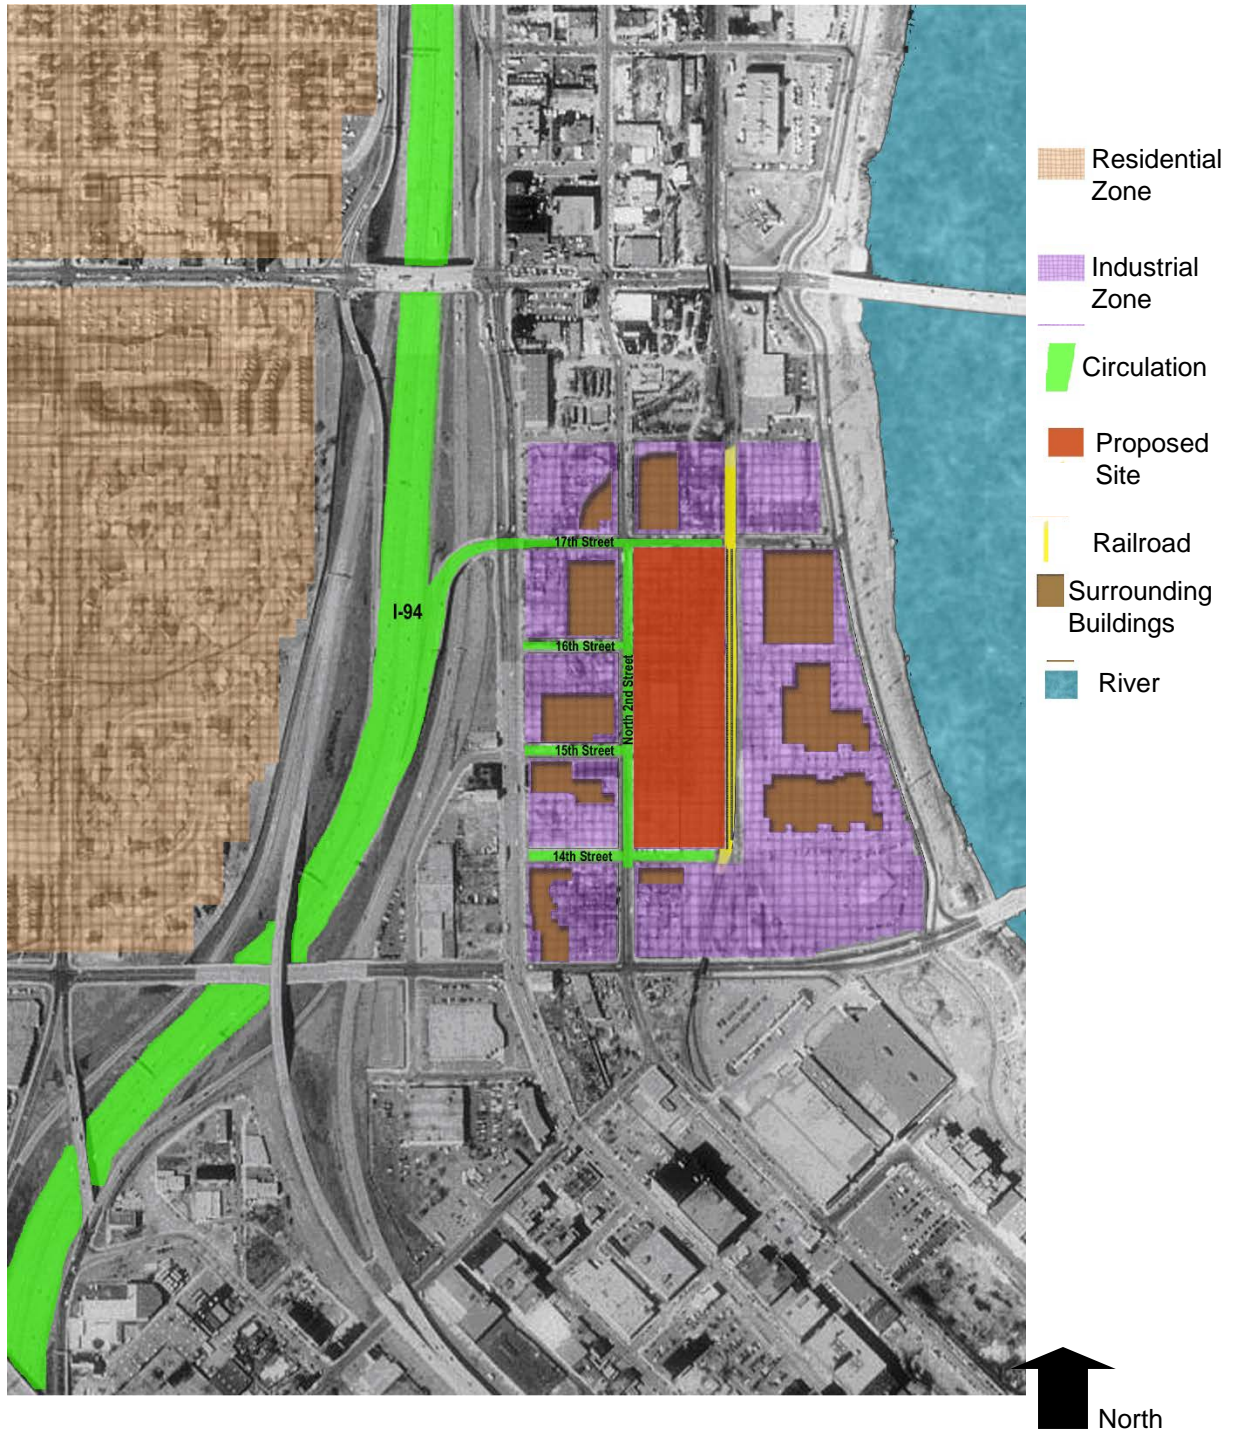 Residential
Zone
Industrial
Zone
Circulation
Proposed
Site
Railroad
Surrounding
Buildings
River
17th Street
I-94
16th Street
North 2nd Street
15th Street
14th Street
North